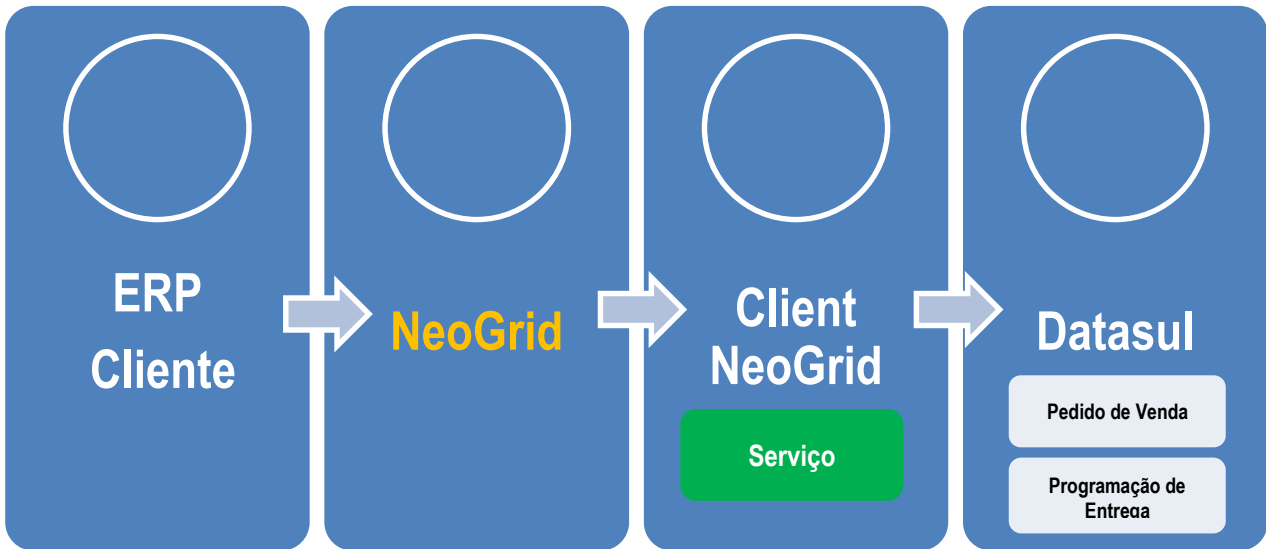 ERP
Cliente
NeoGrid
Client
NeoGrid
Serviço
Datasul
Pedido de Venda
Programação de
Entrega